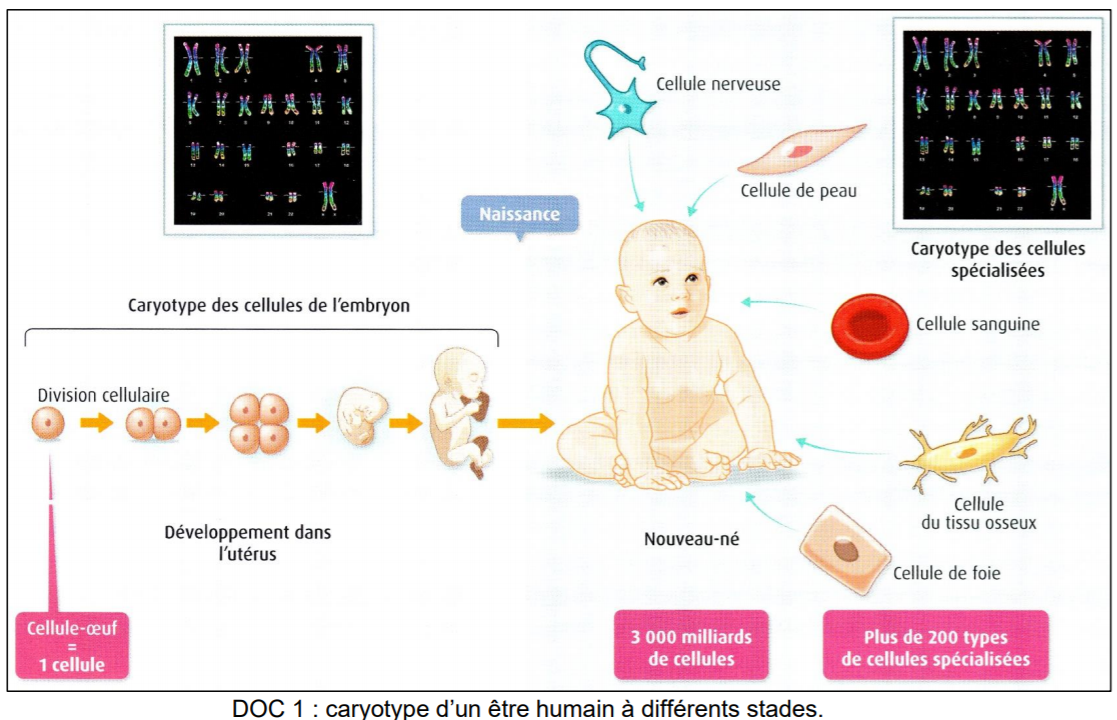 Cellule nerveuse
Cellule de peau
Naissance
Caryotype des cellules
spécialisées
Caryotype des cellules de l'embryon
Cellule sanguine
Division cellulaire
Cellule
du tissu osseux
Développement dans
l'utérus
Nouveau-né
Cellule de foie
Cellule-œuf
=
1 cellule
3 000 milliards
de cellules
Plus de 200 types
de cellules spécialisées
DOC 1 : caryotype d'un être humain à différents stades.